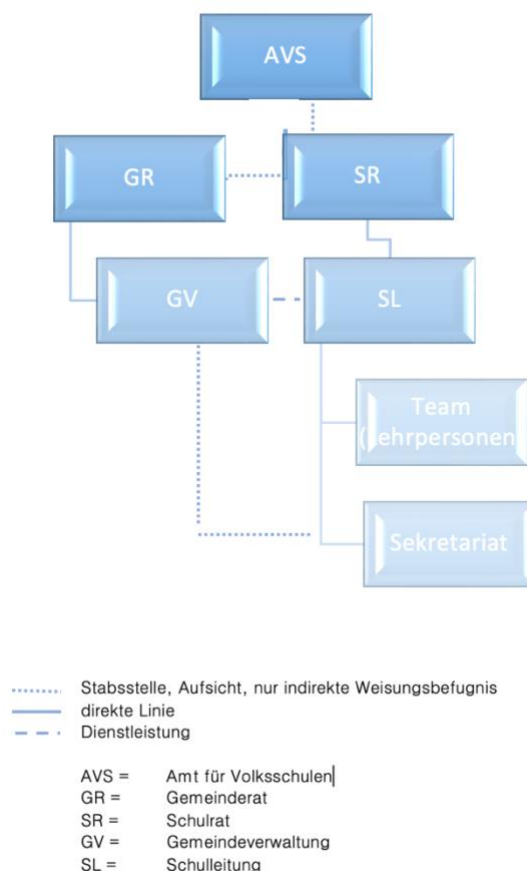 AVS
GR
SR
GV
SL
Team
(Lehrpersonen
Sekretariat
Stabsstelle, Aufsicht, nur indirekte Weisungsbefugnis
direkte Linie
Dienstleistung
AVS = Amt für Volksschulen
GR = Gemeinderat
SR = Schulrat
GV = Gemeindeverwaltung
SL = Schulleitung